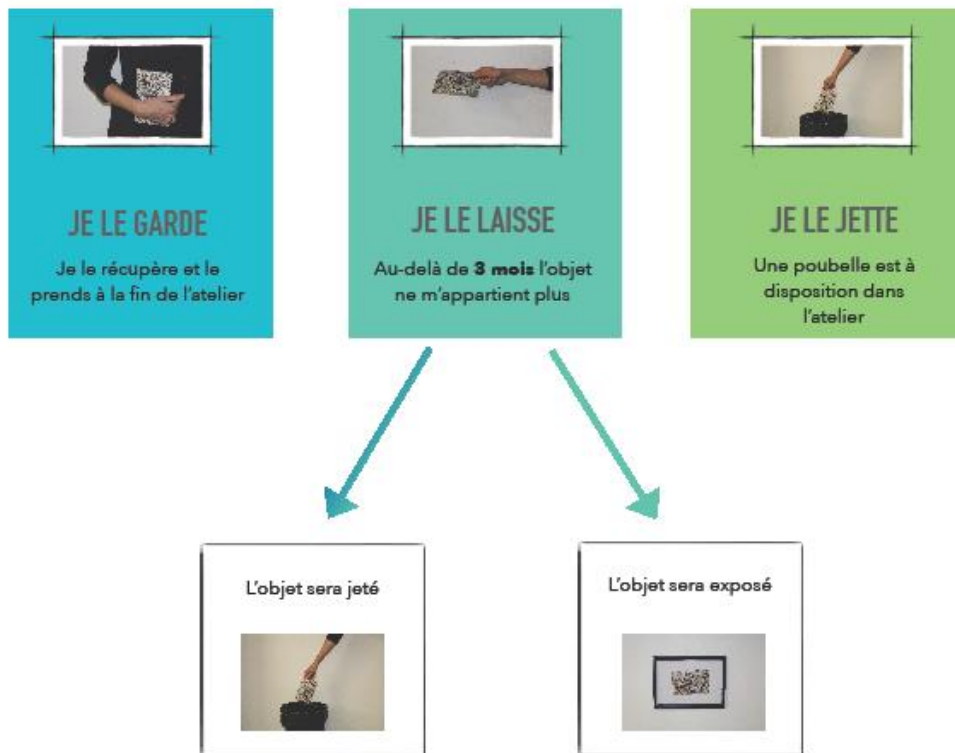 JE LE GARDE
Je le récupère et le
prends à la fin de l'atelier
JE LE LAISSE
Au-delà de 3 mois l'objet
ne m'appartient plus
JE LE JETTE
Une poubelle est à
disposition dans
l'atelier
L'objet sera jeté
L'objet sera exposé